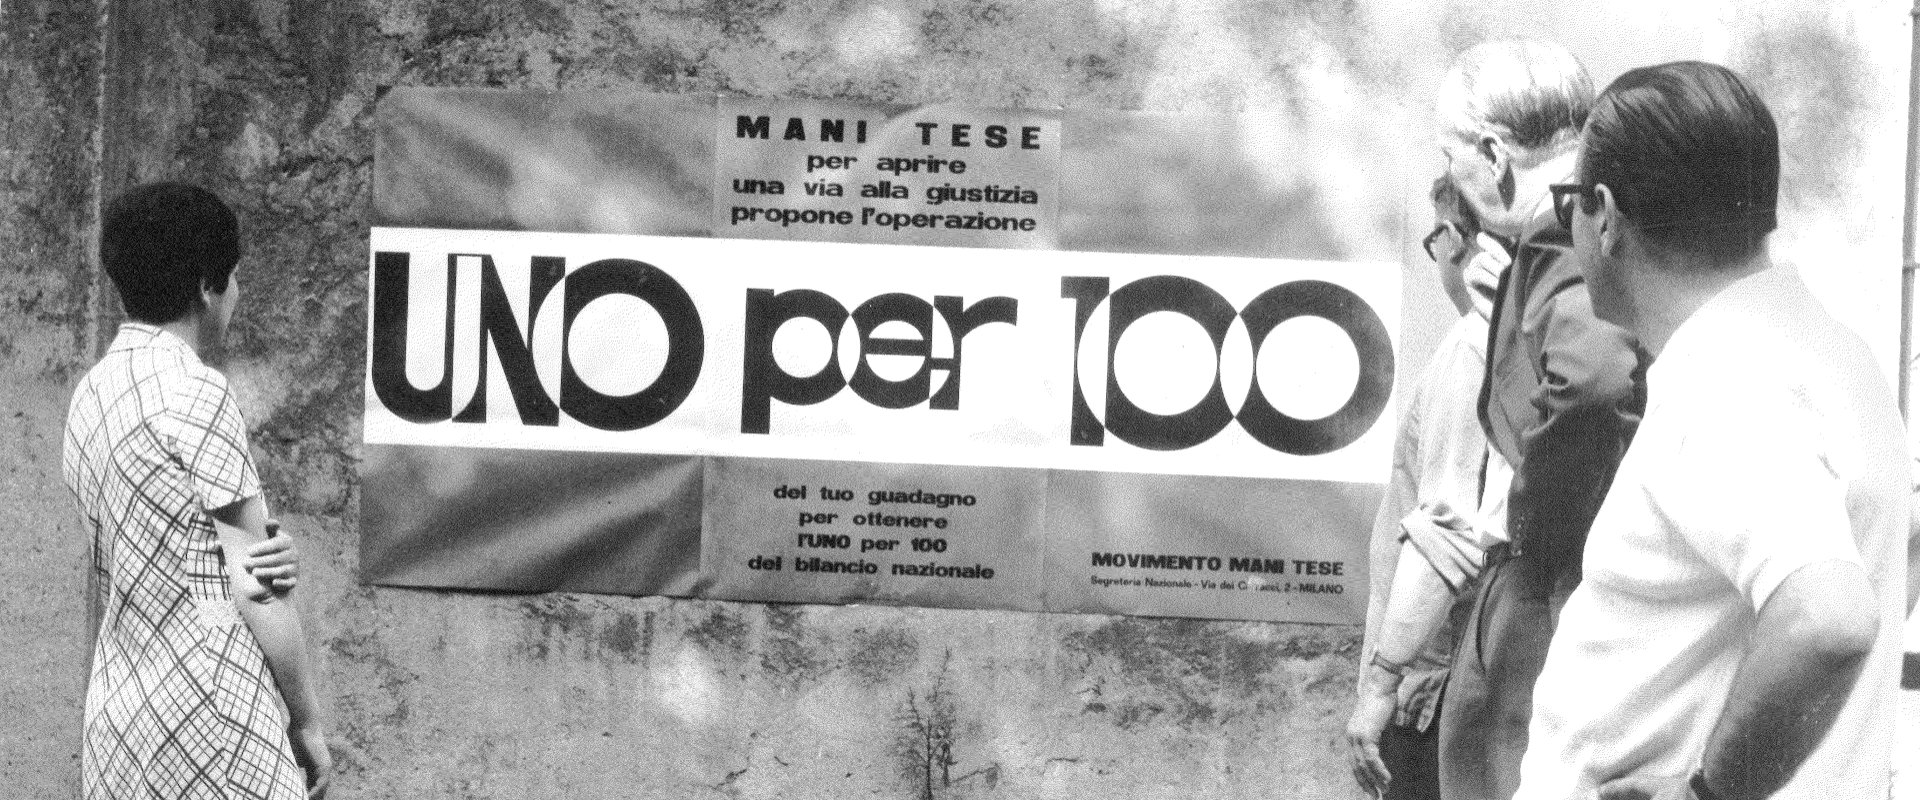 MANI TESE
per aprire
una via alla giustizia
propone l'operazione
UNO per 100
del tuo guadagno
per ottenere
l'UNO per 100
del bilancio nazionale
MOVIMENTO MANI TESE
Segreteria Nazionale - Via dei 2 - MILANO